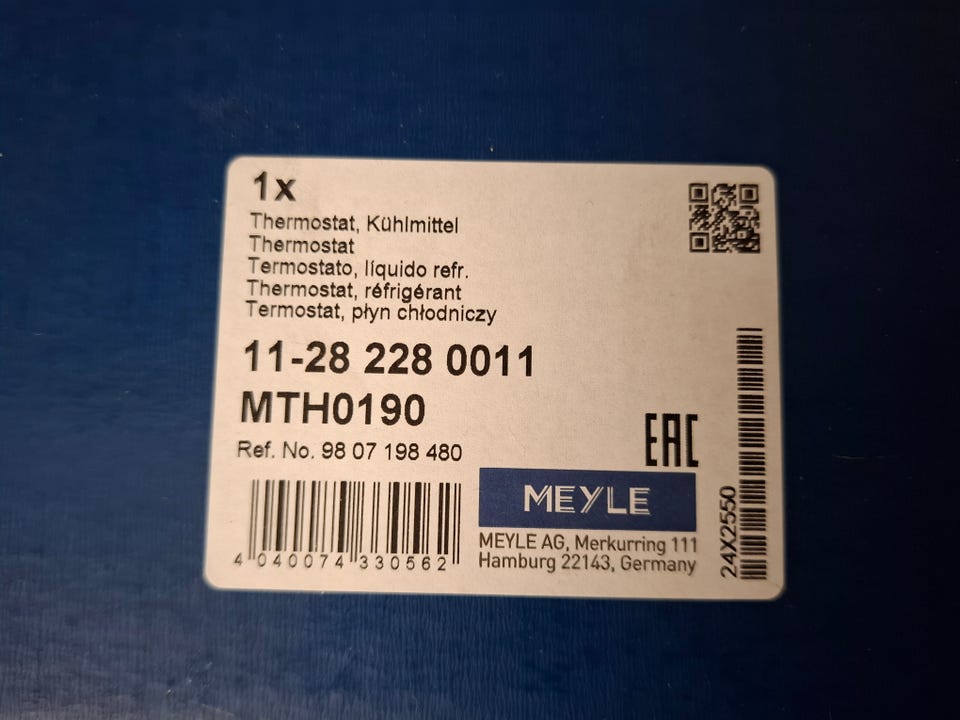 1x
Thermostat, Kühlmittel
Thermostat
Termostato, líquido refr.
Thermostat, réfrigérant
Termostat, płyn chłodniczy
11-28 228 0011
MTH0190
Ref. No. 98 07 198 480
4 040074 330562
EAC
MEYLE
MEYLE AG, Merkurring 111
Hamburg 22143, Germany
24X2550